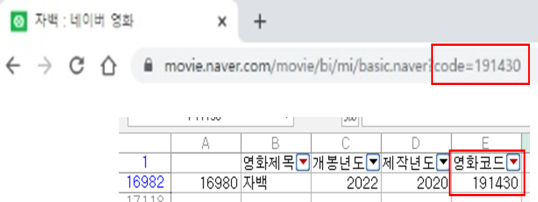 자백 : 네이버 영화
movie.naver.com/movie/bi/mi/basic.naver?code=191430
A B C D E
1 영화제목 개봉년도 제작년도 영화코드
16982 16980 자백 2022 2020 191430